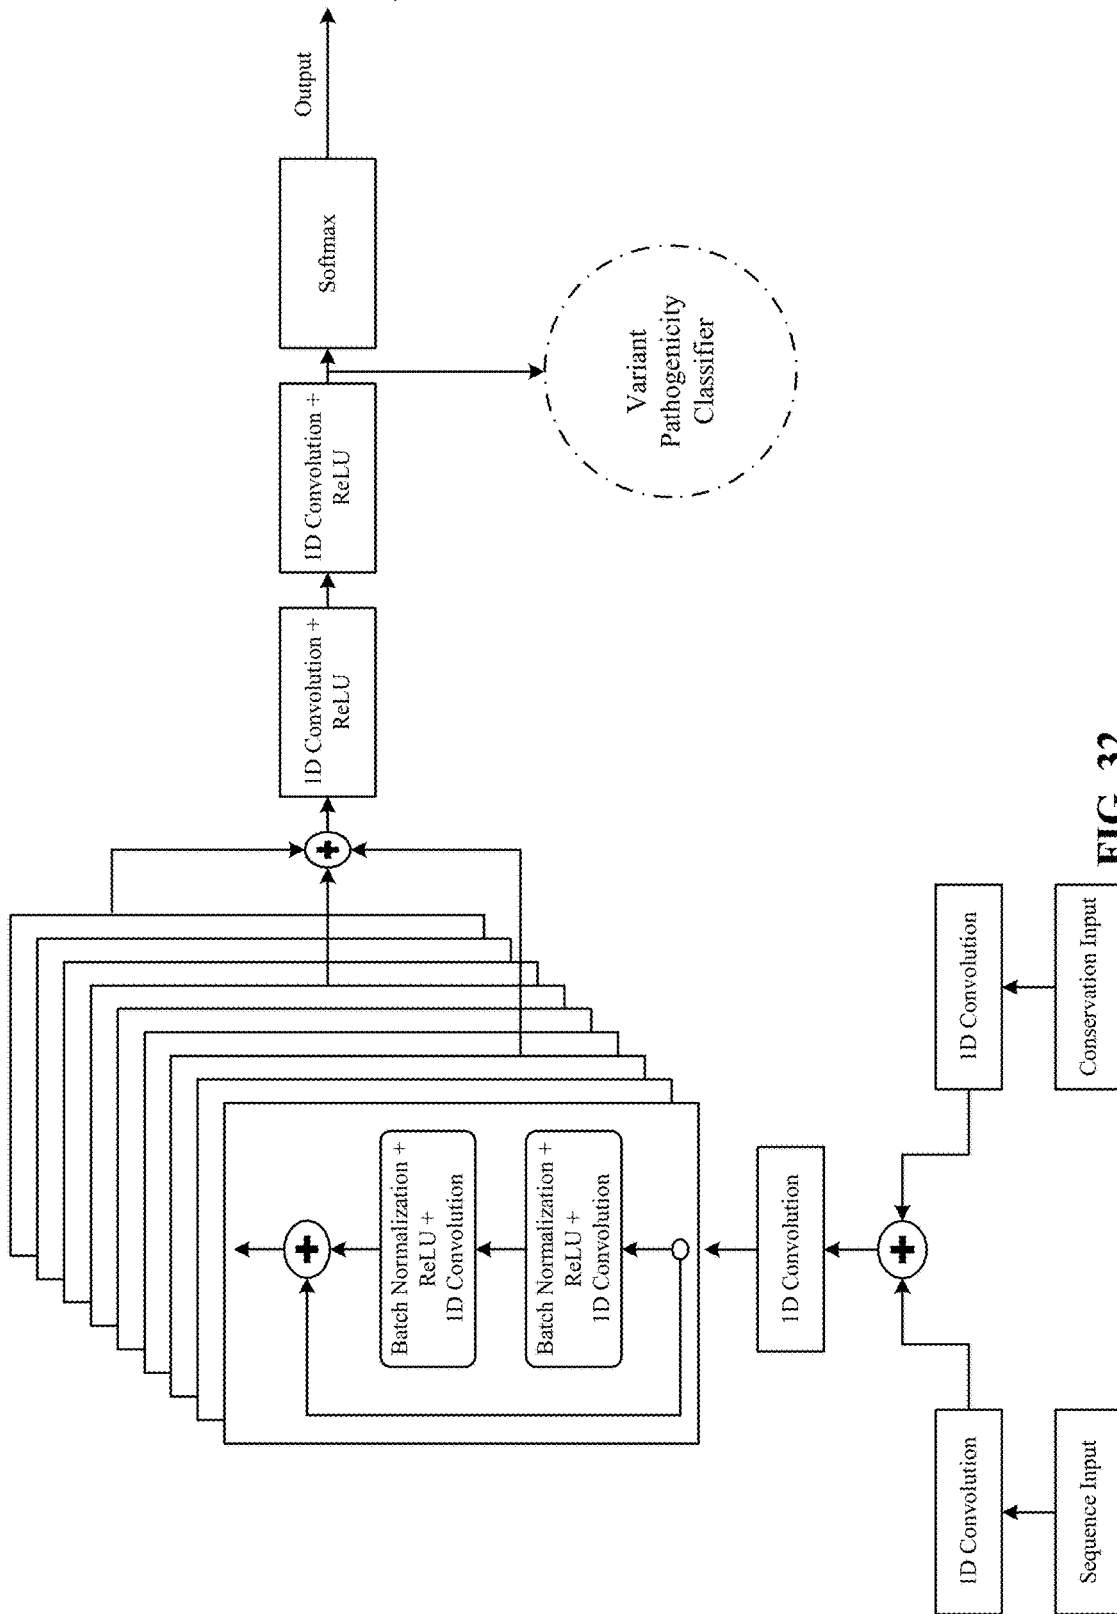 Output
Softmax
1D Convolution +
ReLU
Variant
Pathogenicity
Classifier
1D Convolution +
ReLU
Batch Normalization +
ReLU +
1D Convolution
Batch Normalization +
ReLU +
1D Convolution
1D Convolution
1D Convolution
Sequence Input
1D Convolution
Conservation Input
FIG. 32